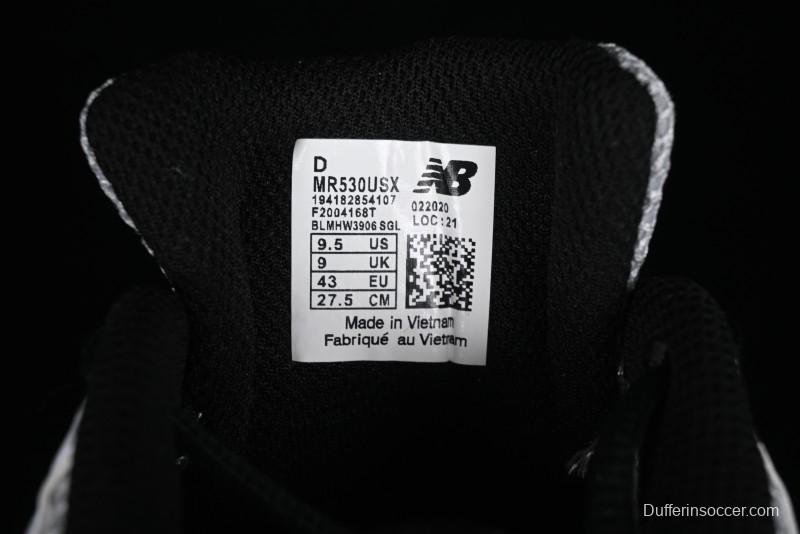 D
MR530USX
NB
194182854107
022020
F2004168T
LOC:21
BLMHW3906 SGL
9.5 US
9 UK
43 EU
27.5 CM
Made in Vietnam
Fabriqué au Vietnam
Dufferinsoccer.com